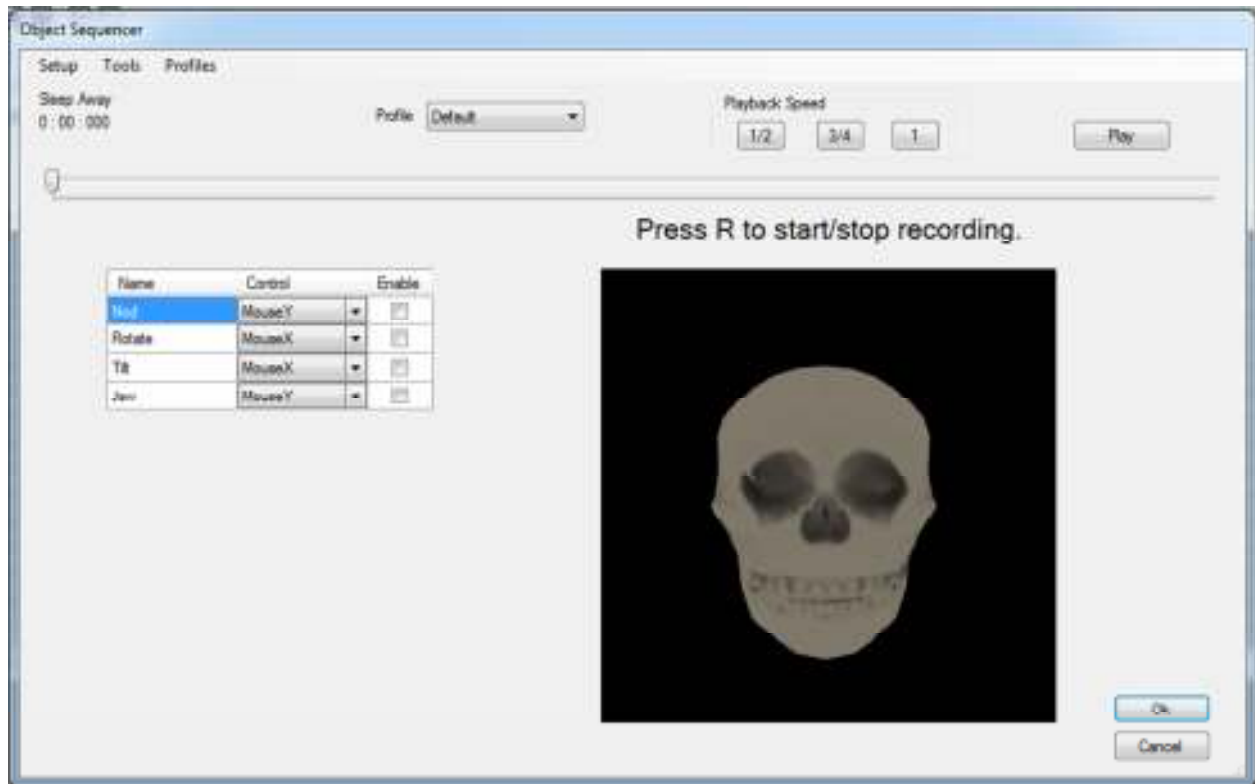 Object Sequencer
Setup Tools Profiles
Sleep Away
0 : 00 : 000
Profile Default
Playback Speed
1/2 3/4 1
Play
Press R to start/stop recording.
Name Control Enable
Nod MouseY
Rotate MouseX
Tilt MouseX
Jaw MouseY
Ok
Cancel